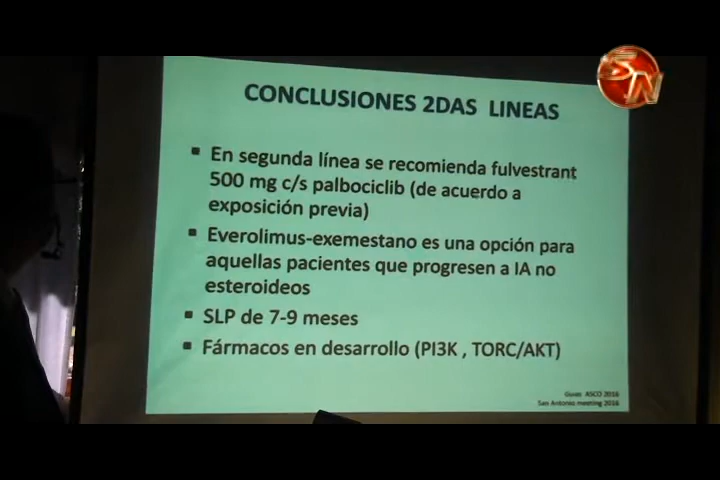 SN
CONCLUSIONES 2DAS LINEAS
▪ En segunda línea se recomienda fulvestrant
500 mg c/s palbociclib (de acuerdo a
exposición previa)
▪ Everolimus-exemestano es una opción para
aquellas pacientes que progresen a IA no
esteroideos
▪ SLP de 7-9 meses
▪ Fármacos en desarrollo (PI3K , TORC/AKT)
Guias ASCO 2016
San Antonio meeting 2016